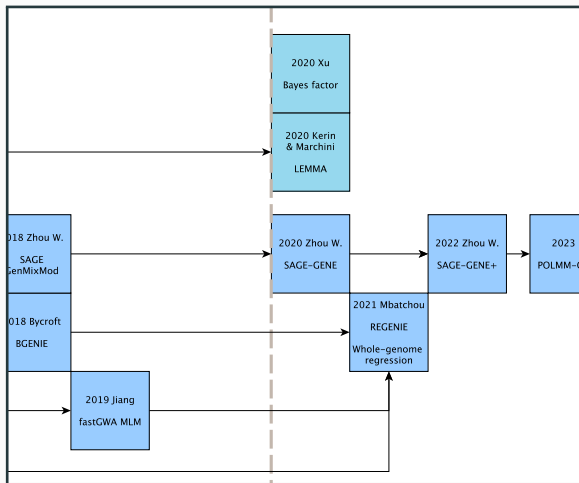 2020 Xu
Bayes factor
2020 Kerin
& Marchini
LEMMA
018 Zhou W.
SAGE
GenMixMod
2020 Zhou W.
SAGE-GENE
2022 Zhou W.
SAGE-GENE+
2023
POLMM-G
018 Bycroft
BGENIE
2021 Mbatchou
REGENIE
Whole-genome
regression
2019 Jiang
fastGWA MLM